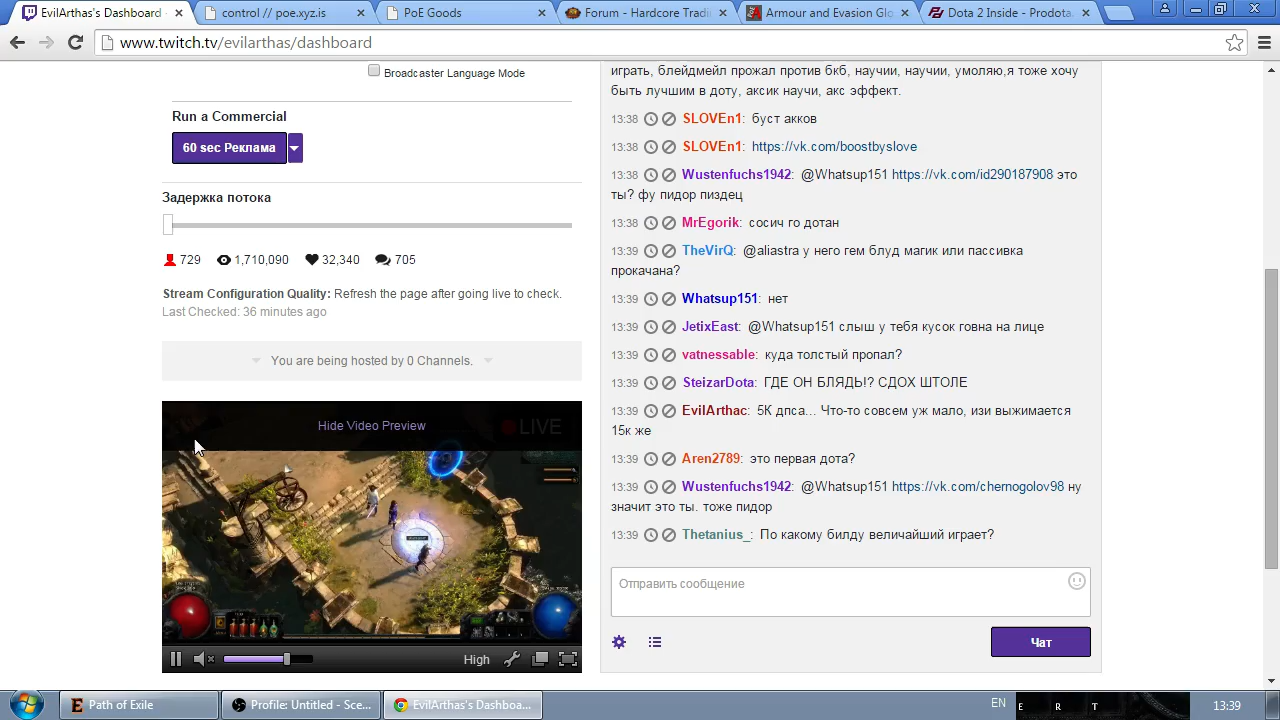 EvilArthas's Dashboard -
control // poe.xyz.is
PoE Goods
Forum - Hardcore Tradi
Armour and Evasion Glo
Dota 2 Inside - Prodota.
www.twitch.tv/evilarthas/dashboard
Broadcaster Language Mode
Run a Commercial
60 sec Реклама
Задержка потока
729 1,710,090 32,340 705
Stream Configuration Quality: Refresh the page after going live to check.
Last Checked: 36 minutes ago
You are being hosted by 0 Channels.
Hide Video Preview
LIVE
High
играть, блейдмейл прожал против бкб, научии, научии, умоляю,я тоже хочу
быть лучшим в доту, аксик научи, акс эффект.
13:38 SLOVEn1: буст акков
13:38 SLOVEn1: https://vk.com/boostbyslove
13:38 Wustenfuchs1942: @Whatsup151 https://vk.com/id290187908 это
ты? фу пидор пиздец
13:38 MrEgorik: сосич го дотан
13:39 TheVirQ: @aliastra у него гем блуд магик или пассивка
прокачана?
13:39 Whatsup151: нет
13:39 JetixEast: @Whatsup151 слыш у тебя кусок говна на лице
13:39 vatnessable: куда толстый пропал?
13:39 SteizarDota: ГДЕ ОН БЛЯДЬ!? СДОХ ШТОЛЕ
13:39 EvilArthac: 5К дпса... Что-то совсем уж мало, изи выжимается
15к же
13:39 Aren2789: это первая дота?
13:39 Wustenfuchs1942: @Whatsup151 https://vk.com/chernogolov98 ну
значит это ты. тоже пидор
13:39 Thetanius_: По какому билду величайший играет?
Отправить сообщение
Чат
Path of Exile
Profile: Untitled - Sce...
EvilArthas's Dashboa...
EN
E R T
13:39